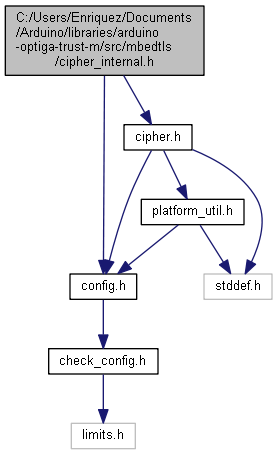 C:/Users/Enriquez/Documents
/Arduino/libraries/arduino
-optiga-trust-m/src/mbedtls
/cipher_internal.h
cipher.h
platform_util.h
config.h
stddef.h
check_config.h
limits.h